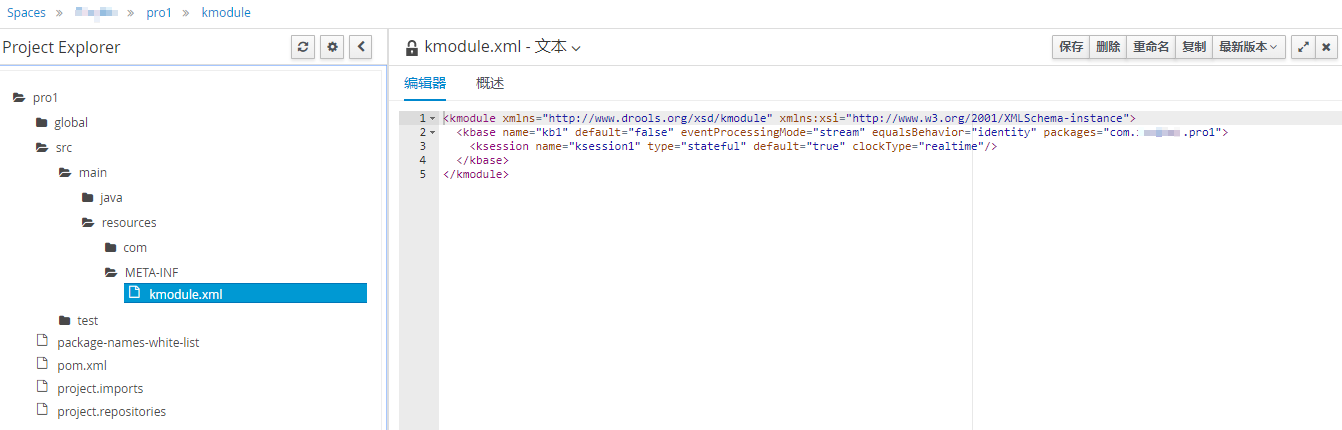 Spaces » » pro1 » kmodule
Project Explorer
pro1
global
src
main
java
resources
com
META-INF
kmodule.xml
test
package-names-white-list
pom.xml
project.imports
project.repositories
kmodule.xml - 文本
保存 删除 重命名 复制 最新版本
编辑器 概述
1 <kmodule xmlns="http://www.drools.org/xsd/kmodule" xmlns:xsi="http://www.w3.org/2001/XMLSchema-instance">
2 <kbase name="kb1" default="false" eventProcessingMode="stream" equalsBehavior="identity" packages="com. .pro1">
3 <ksession name="ksession1" type="stateful" default="true" clockType="realtime"/>
4 </kbase>
5 </kmodule>